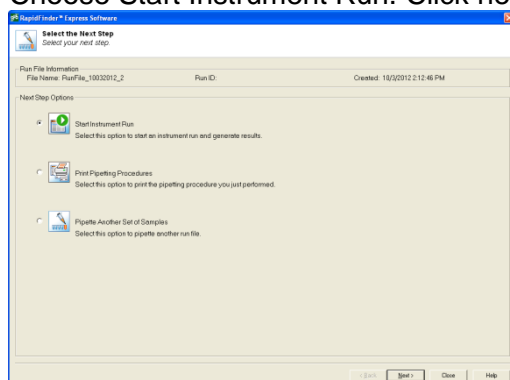 Choose Start Instrument Run. Click
RapidFinder™ Express Software
Select the Next Step
Select your next step.
Run File Information
File Name: RunFile_10032012_2 Run ID: Created: 10/3/2012 2:12:46 PM
Next Step Options
Start Instrument Run
Select this option to start an instrument run and generate results.
Print Pipetting Procedures
Select this option to print the pipetting procedure you just performed.
Pipette Another Set of Samples
Select this option to pipette another run file.
< Back Next > Close Help